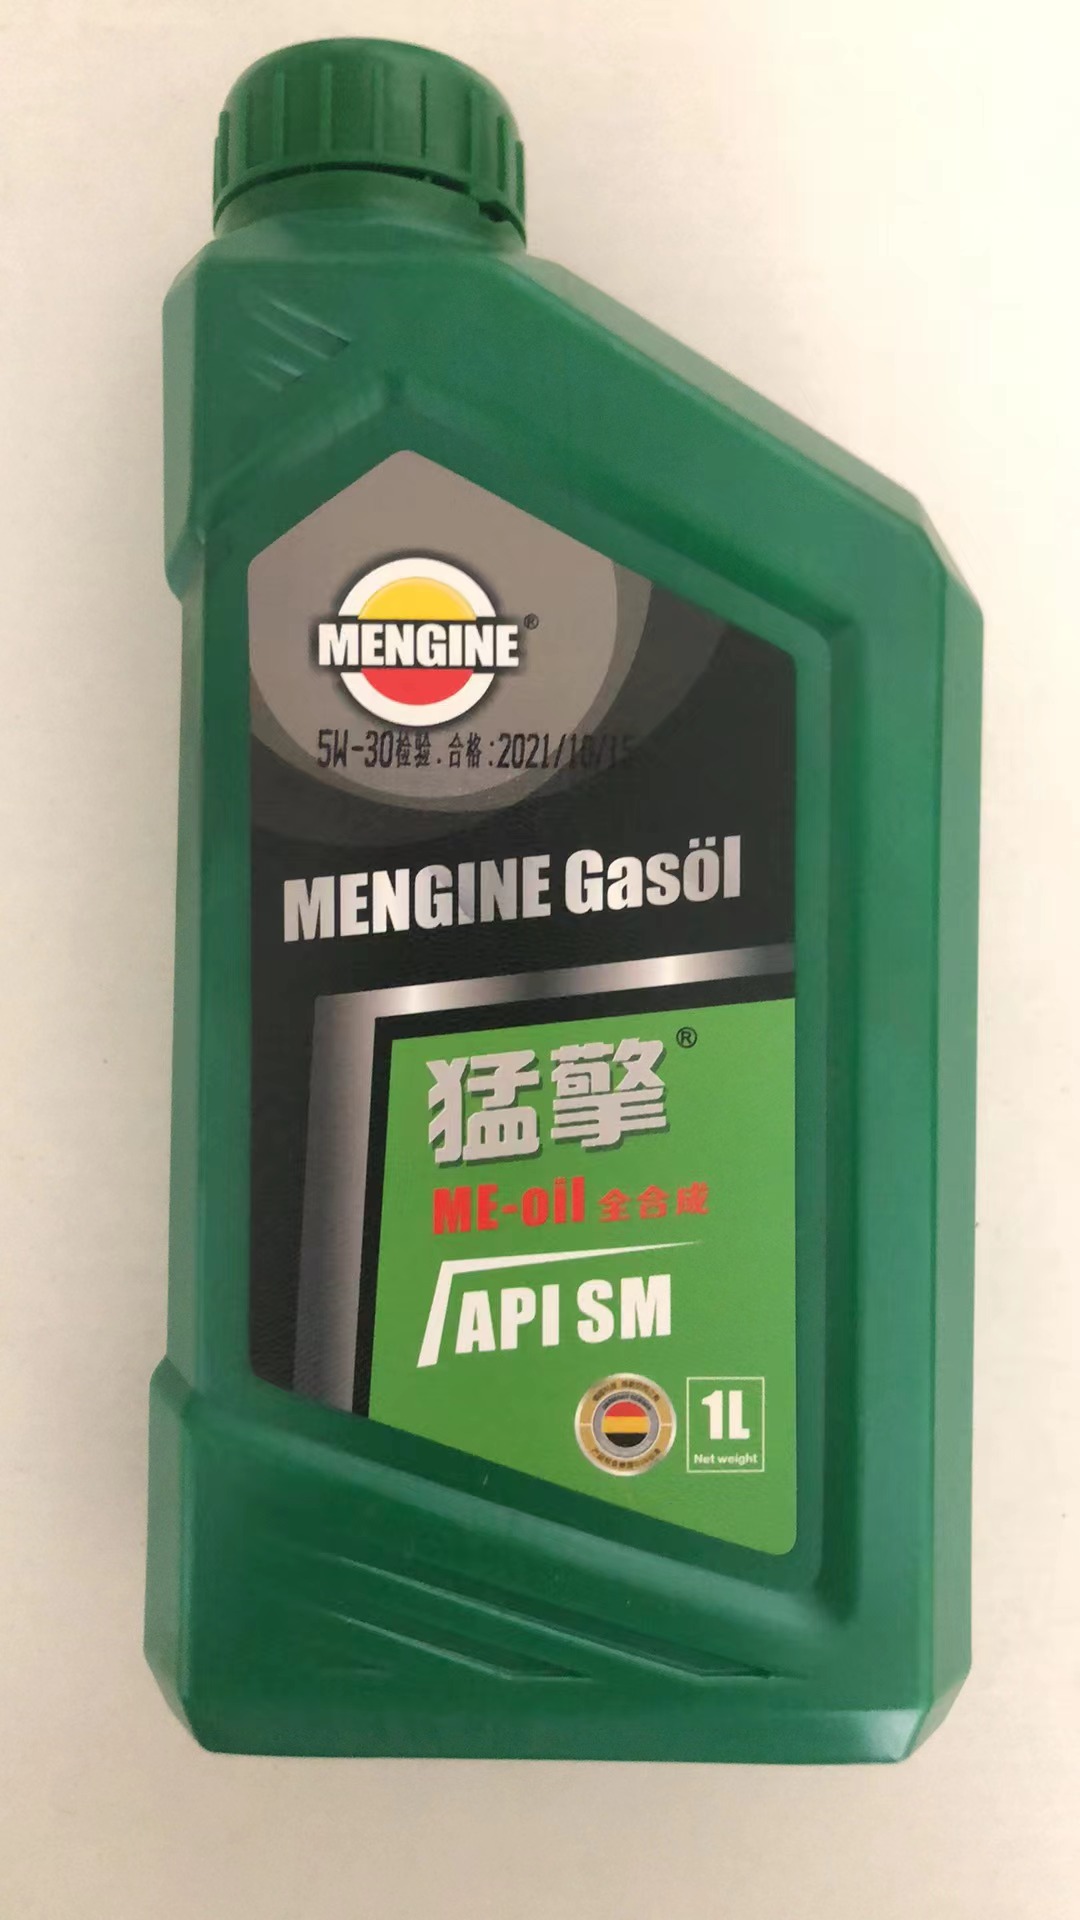 MENGINE®
5W-30检验.合格:2021/10/15
MENGINE Gasöl
猛擎®
ME-oil 全合成
API SM
1L
Net weight